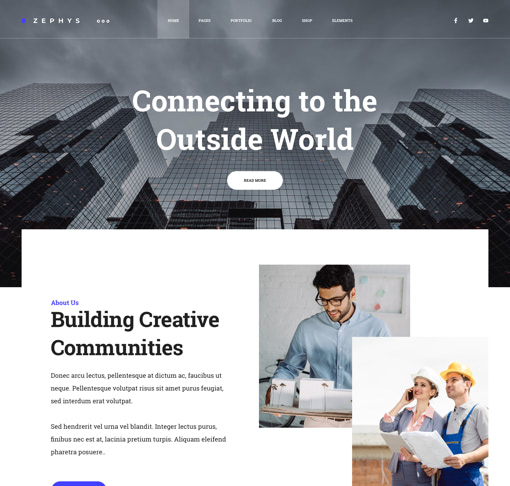 ZEPHYS
HOME PAGES PORTFOLIO BLOG SHOP ELEMENTS
Connecting to the
Outside World
READ MORE
About Us
Building Creative
Communities
Donec arcu lectus, pellentesque at dictum ac, faucibus ut
neque. Pellentesque volutpat risus sit amet purus feugiat,
sed interdum erat volutpat.
Sed hendrerit vel urna vel blandit. Integer lectus purus,
finibus nec est at, lacinia pretium turpis. Aliquam eleifend
pharetra posuere..